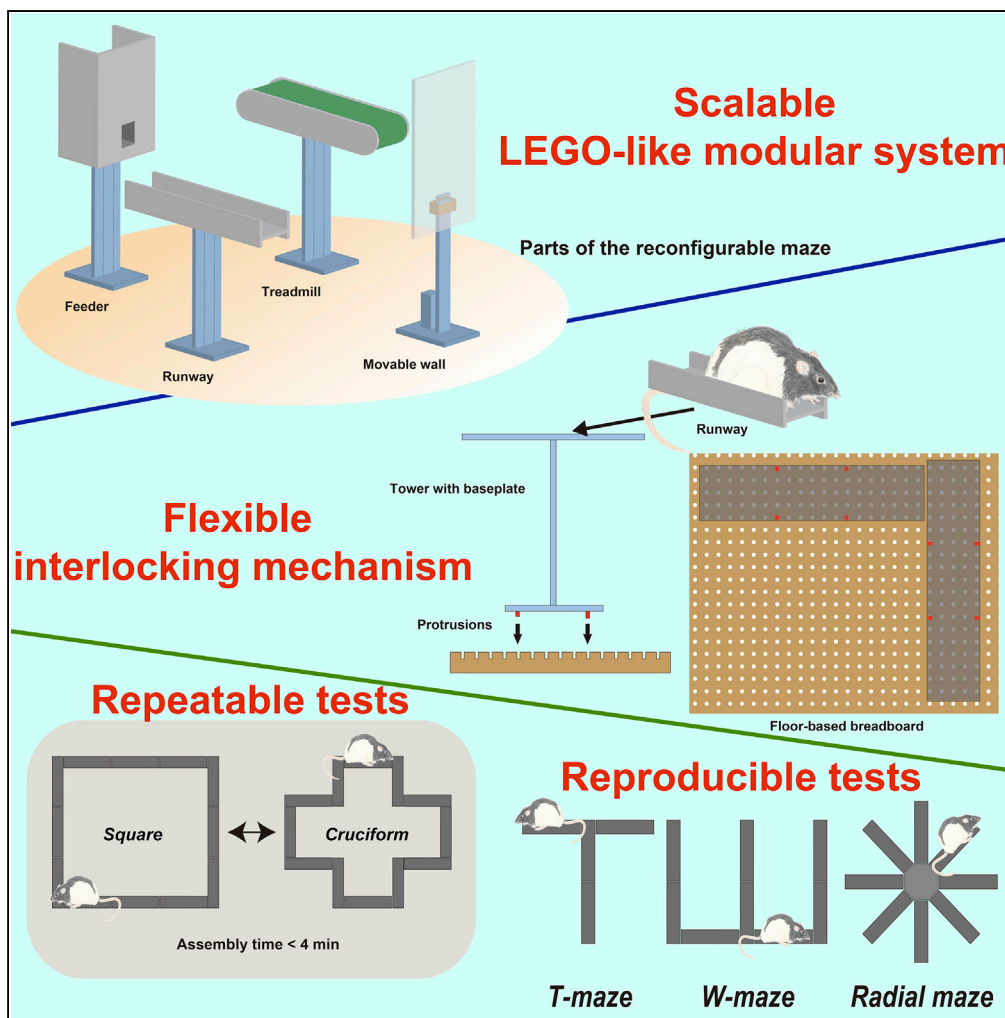 Scalable
LEGO-like modular system
Parts of the reconfigurable maze
Feeder
Treadmill
Runway
Movable wall
Runway
Tower with baseplate
Flexible
interlocking mechanism
Protrusions
Floor-based breadboard
Repeatable tests
Square
Cruciform
Assembly time < 4 min
Reproducible tests
T-maze
W-maze
Radial maze